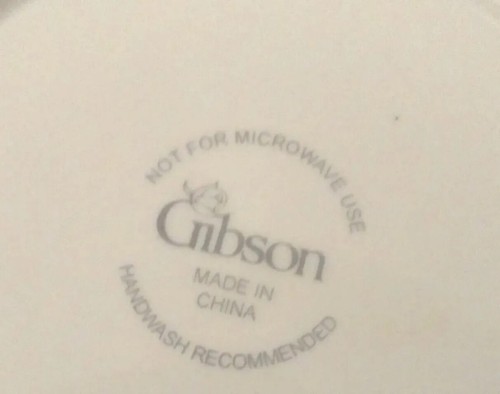 NOT FOR MICROWAVE USE
Gibson
MADE IN
CHINA
HANDWASH RECOMMENDED